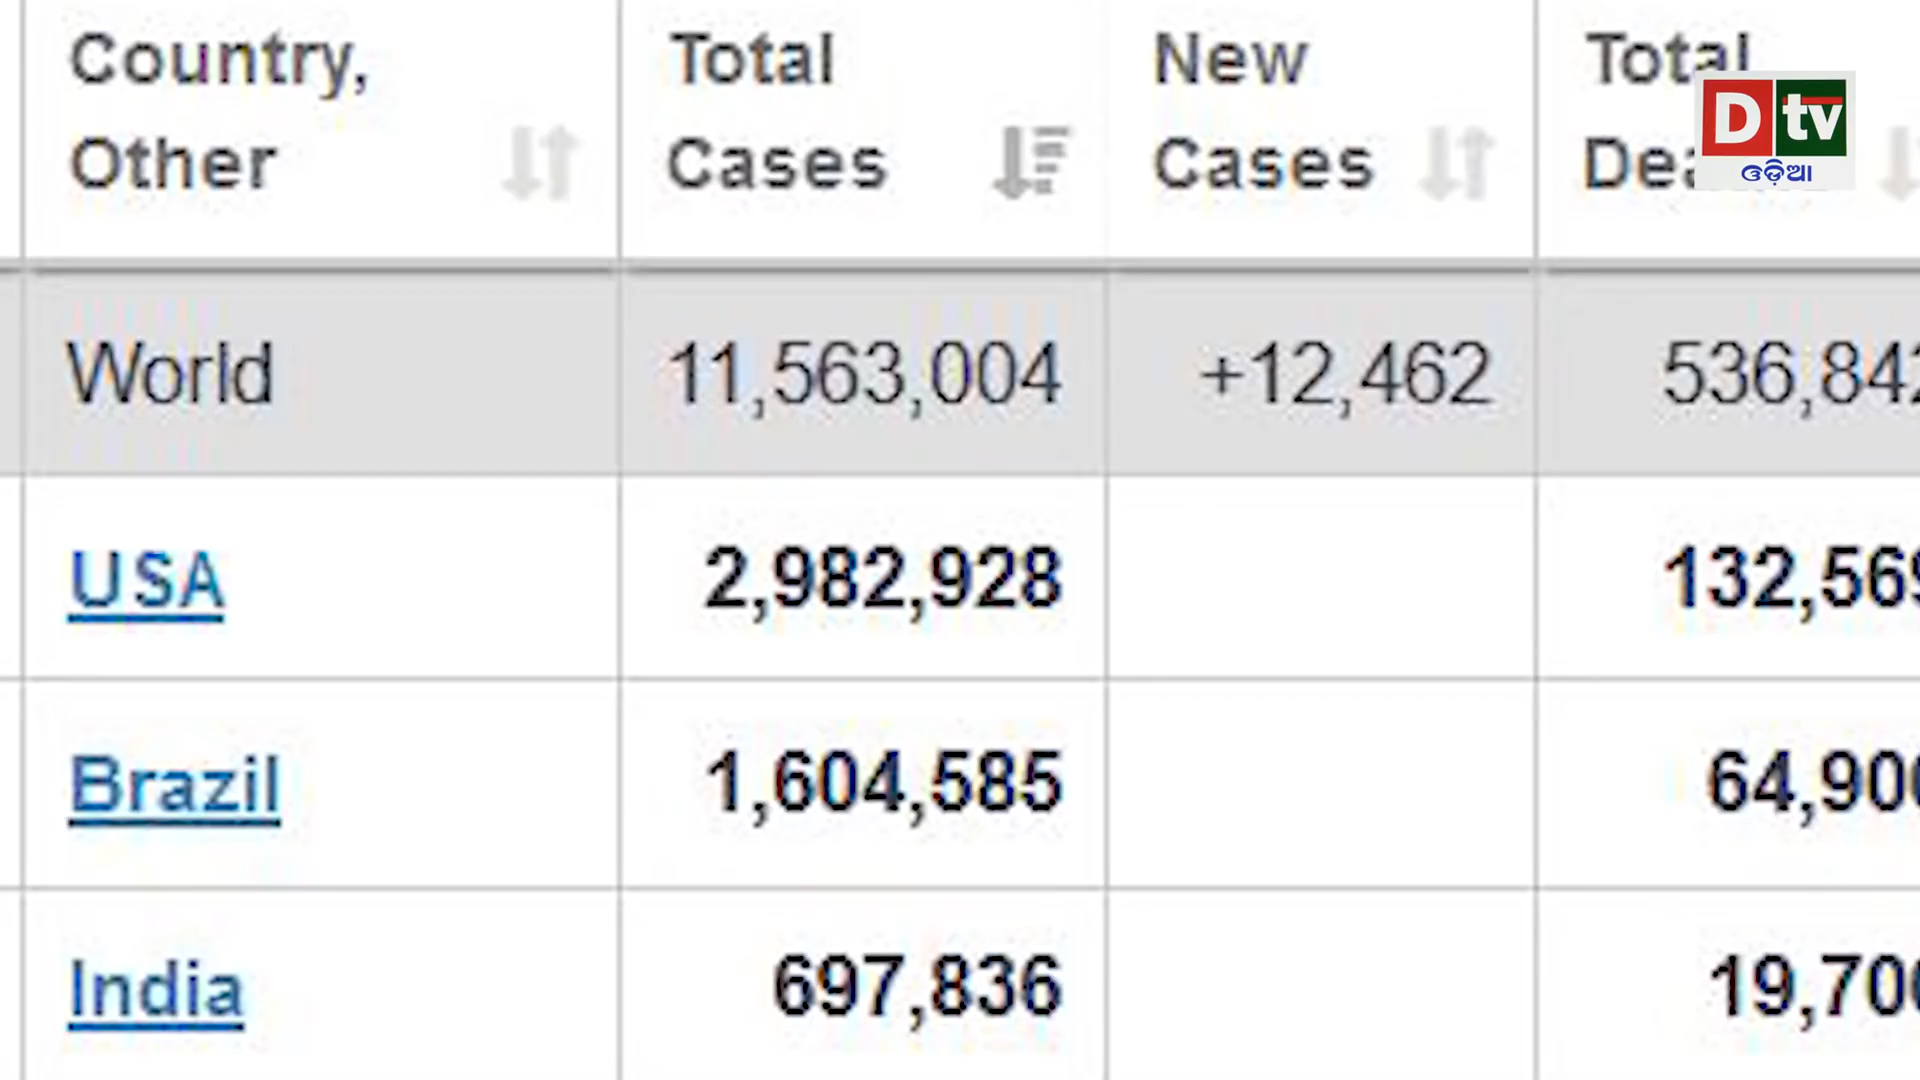 Country, Other
Total Cases
New Cases
Total
D tv
ଓଡ଼ିଆ
World 11,563,004 +12,462
USA 2,982,928
Brazil 1,604,585
India 697,836